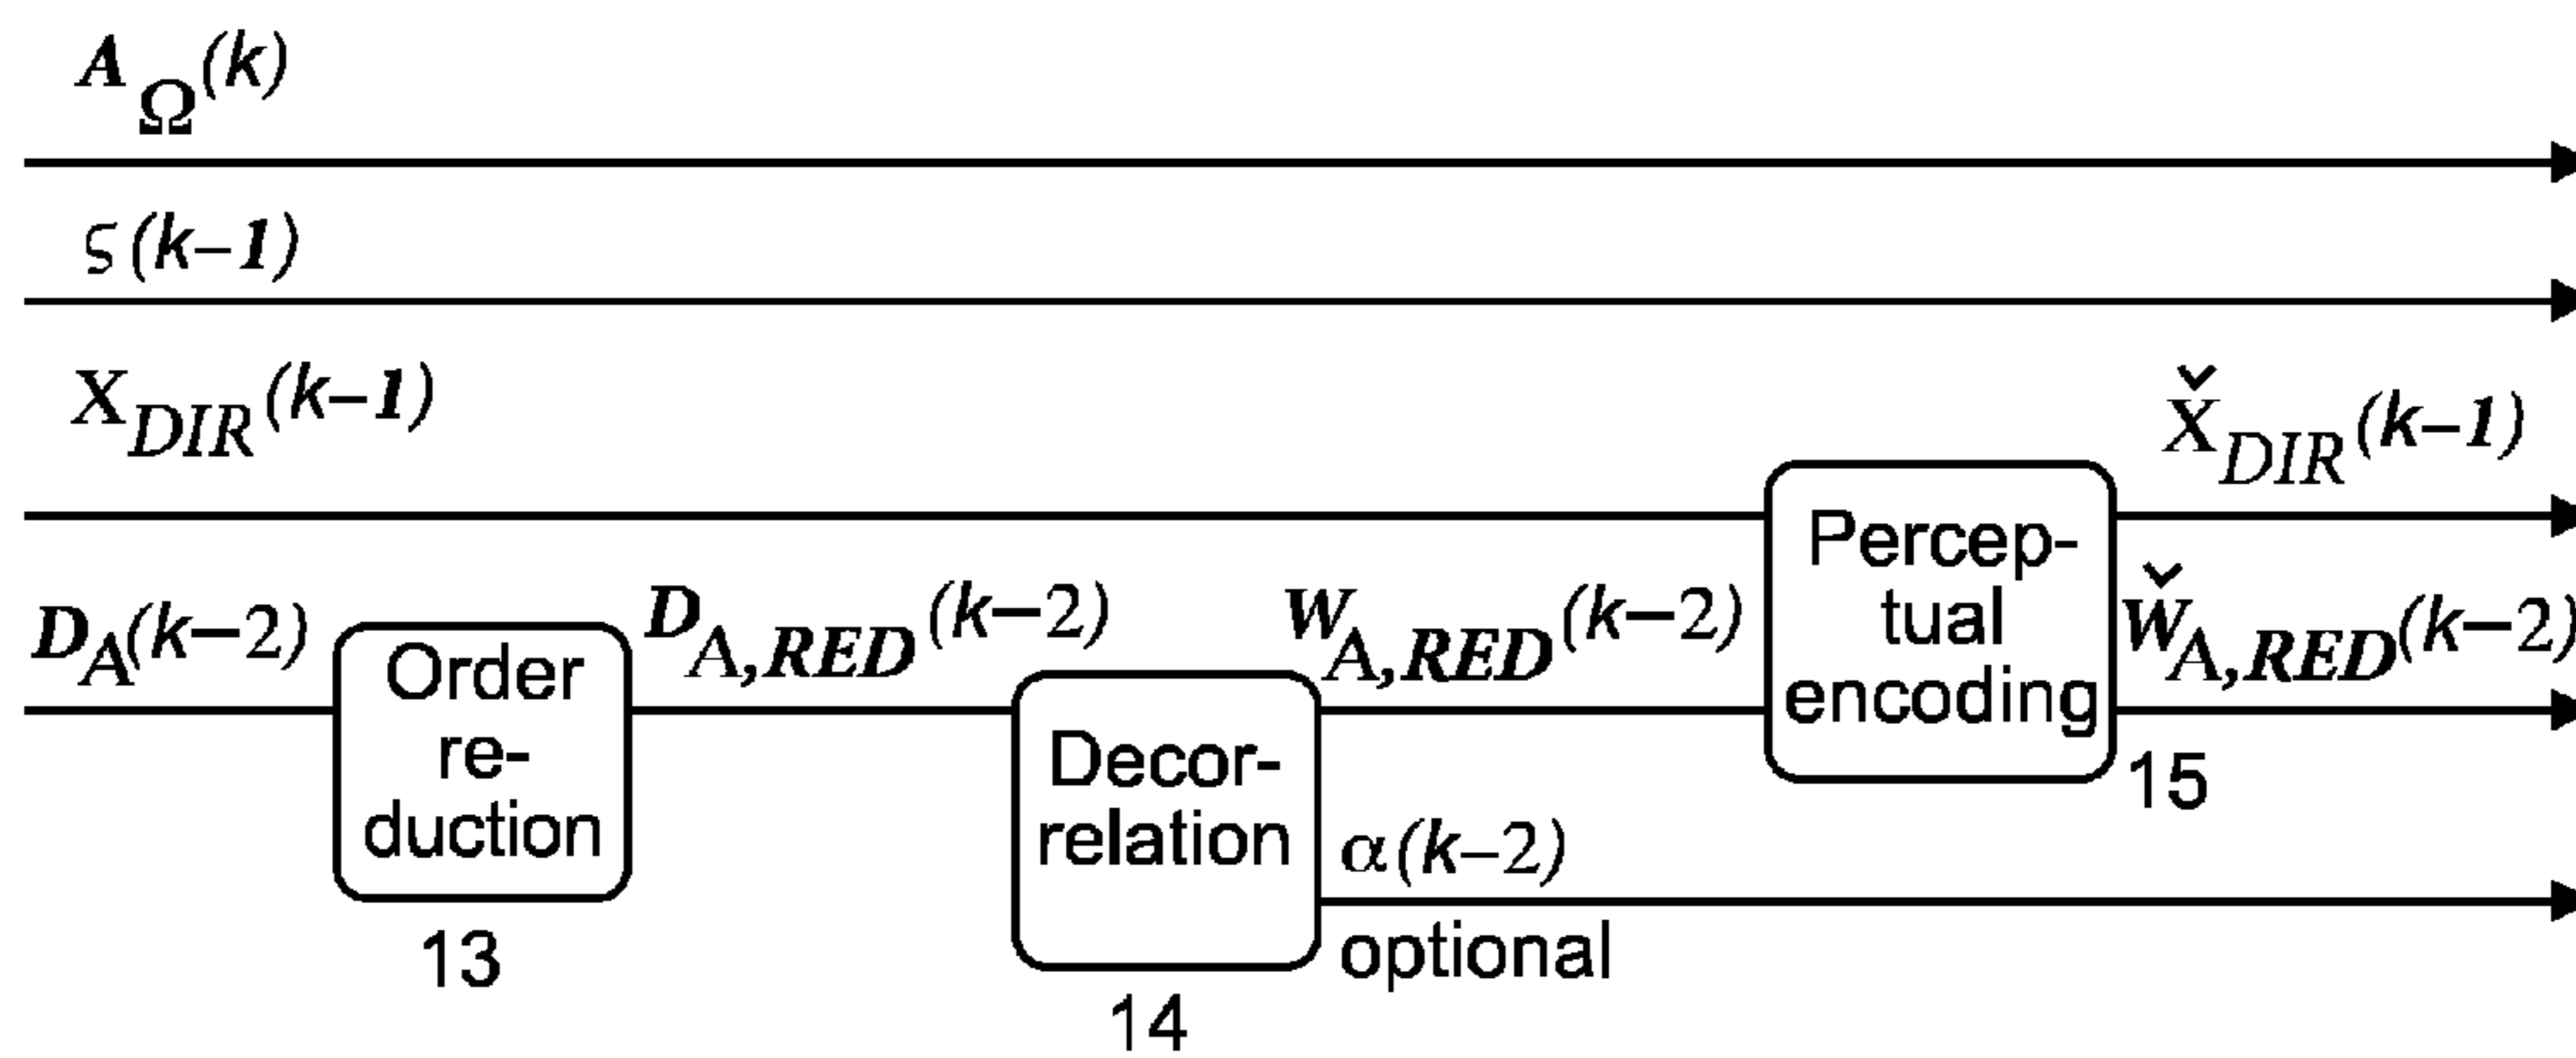 A_Ω(k)
ς(k–1)
X_DIR(k–1)
X̌_DIR(k–1)
D_A(k–2)
Order
re-
duction
13
D_A,RED(k–2)
Decor-
relation
14
W_A,RED(k–2)
α(k–2)
optional
Percep-
tual
encoding
15
W̌_A,RED(k–2)